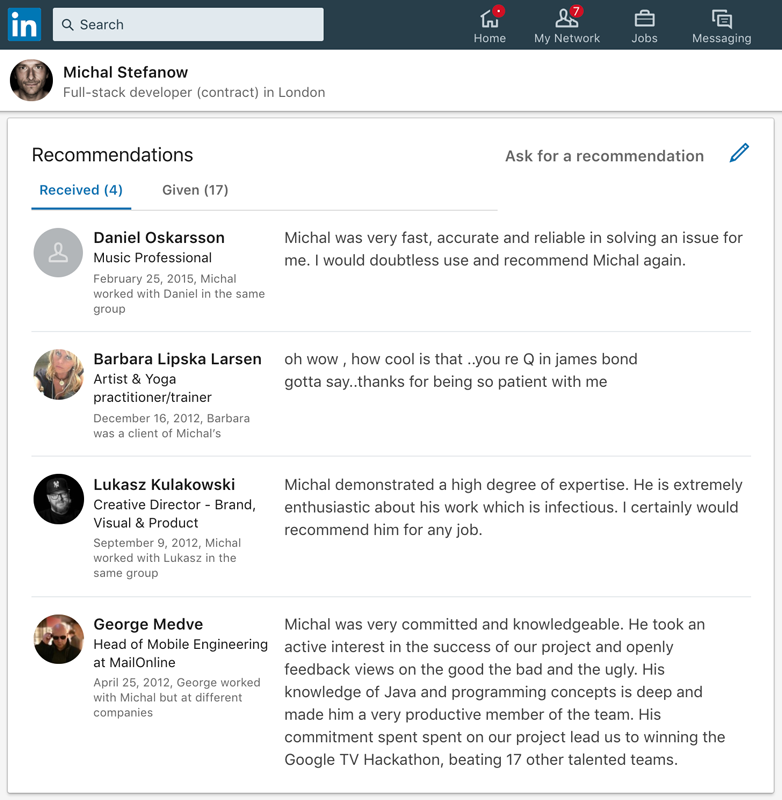 in
Search
Home
7
My Network
Jobs
Messaging
Michal Stefanow
Full-stack developer (contract) in London
Recommendations
Ask for a recommendation
Received (4)
Given (17)
Daniel Oskarsson
Music Professional
February 25, 2015, Michal
worked with Daniel in the same
group
Michal was very fast, accurate and reliable in solving an issue for
me. I would doubtless use and recommend Michal again.
Barbara Lipska Larsen
Artist & Yoga
practitioner/trainer
December 16, 2012, Barbara
was a client of Michal's
oh wow , how cool is that ..you re Q in james bond
gotta say..thanks for being so patient with me
Lukasz Kulakowski
Creative Director - Brand,
Visual & Product
September 9, 2012, Michal
worked with Lukasz in the
same group
Michal demonstrated a high degree of expertise. He is extremely
enthusiastic about his work which is infectious. I certainly would
recommend him for any job.
George Medve
Head of Mobile Engineering
at MailOnline
April 25, 2012, George worked
with Michal but at different
companies
Michal was very committed and knowledgeable. He took an
active interest in the success of our project and openly
feedback views on the good the bad and the ugly. His
knowledge of Java and programming concepts is deep and
made him a very productive member of the team. His
commitment spent spent on our project lead us to winning the
Google TV Hackathon, beating 17 other talented teams.